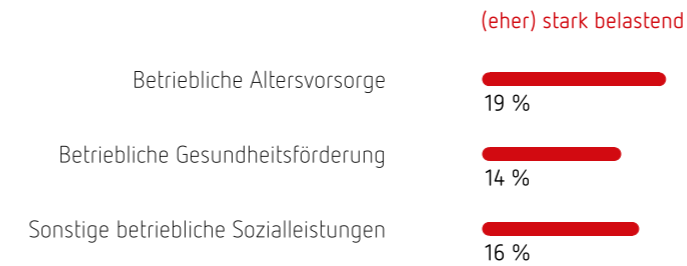 (eher) stark belastend
Betriebliche Altersvorsorge
19 %
Betriebliche Gesundheitsförderung
14 %
Sonstige betriebliche Sozialleistungen
16 %